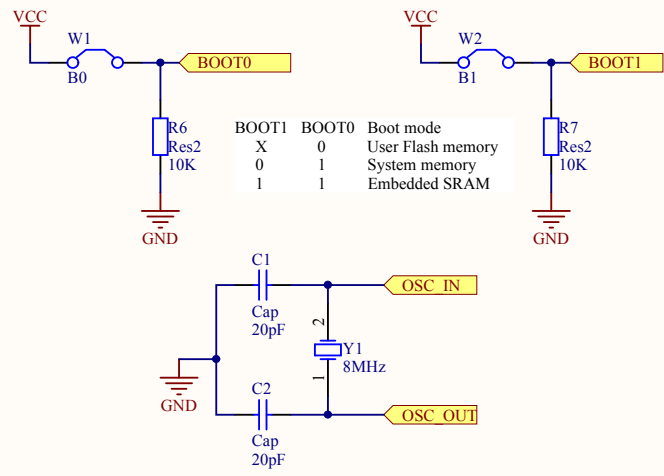 VCC
W1
B0
BOOT0
R6
Res2
10K
GND
VCC
W2
B1
BOOT1
R7
Res2
10K
GND
BOOT1 BOOT0 Boot mode
X 0 User Flash memory
0 1 System memory
1 1 Embedded SRAM
C1
Cap
20pF
OSC_IN
2
Y1
8MHz
1
GND
C2
Cap
20pF
OSC_OUT